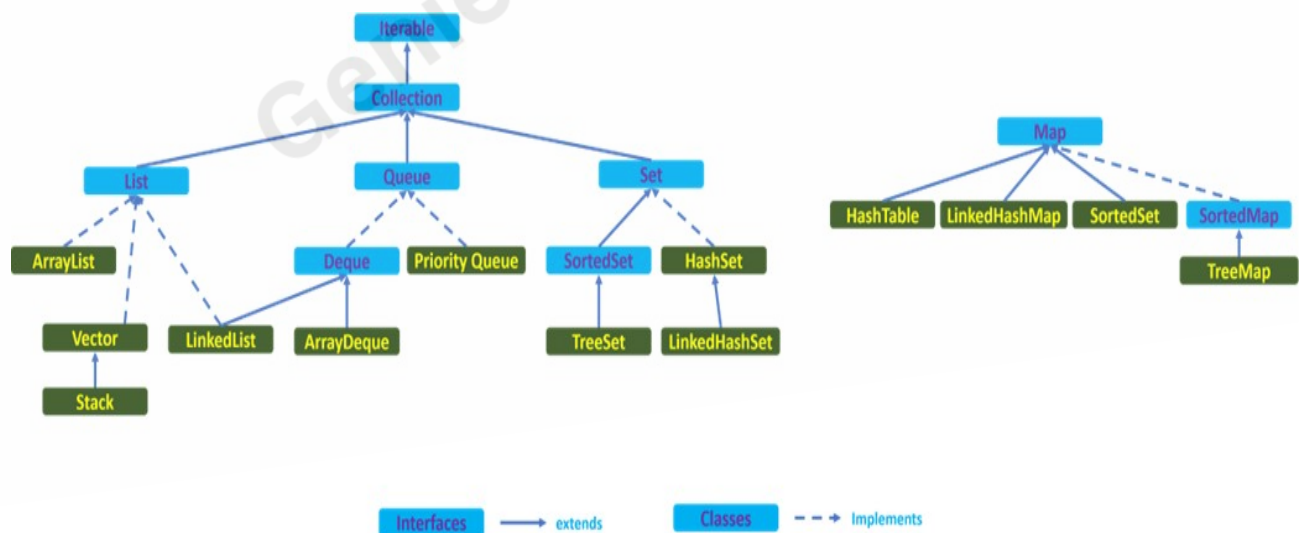 Iterable
Collection
Map
List
Queue
Set
HashTable
LinkedHashMap
SortedSet
SortedMap
ArrayList
Deque
Priority Queue
SortedSet
HashSet
TreeMap
Vector
LinkedList
ArrayDeque
TreeSet
LinkedHashSet
Stack
Interfaces
extends
Classes
Implements